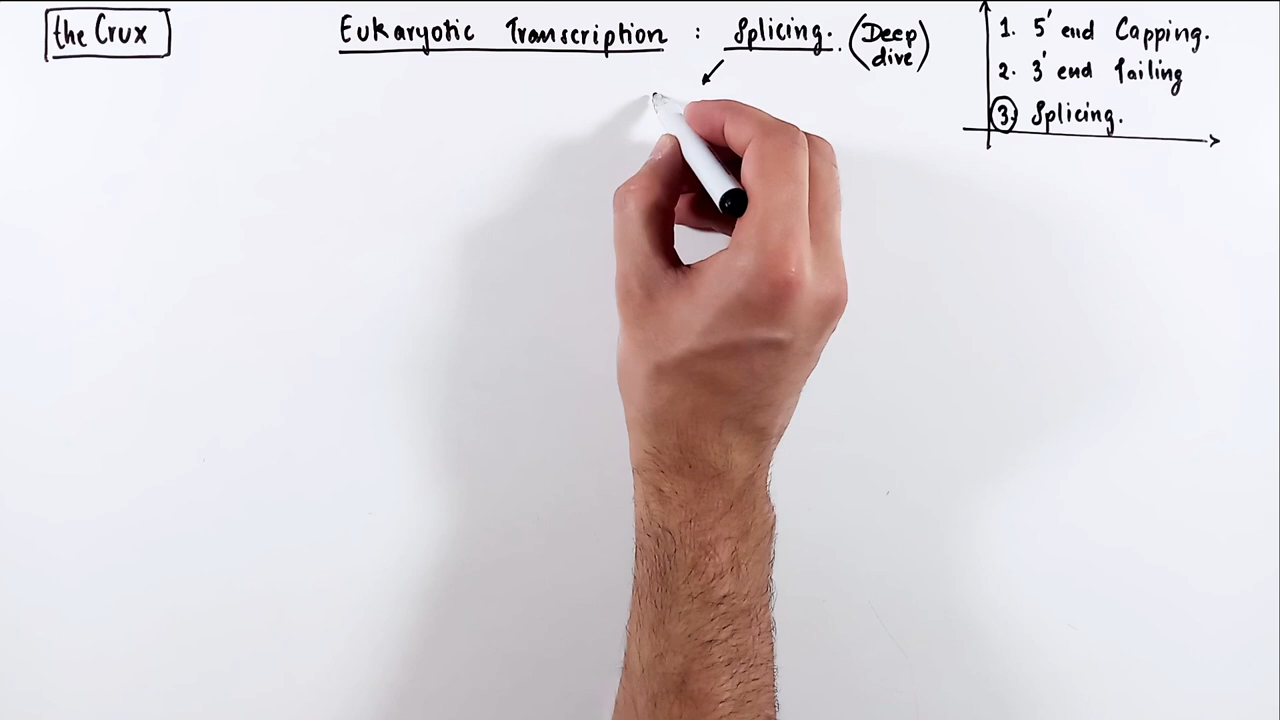 the Crux
Eukaryotic Transcription : Splicing. (Deep dive)
1. 5' end Capping.
2. 3' end Tailing
3. Splicing.